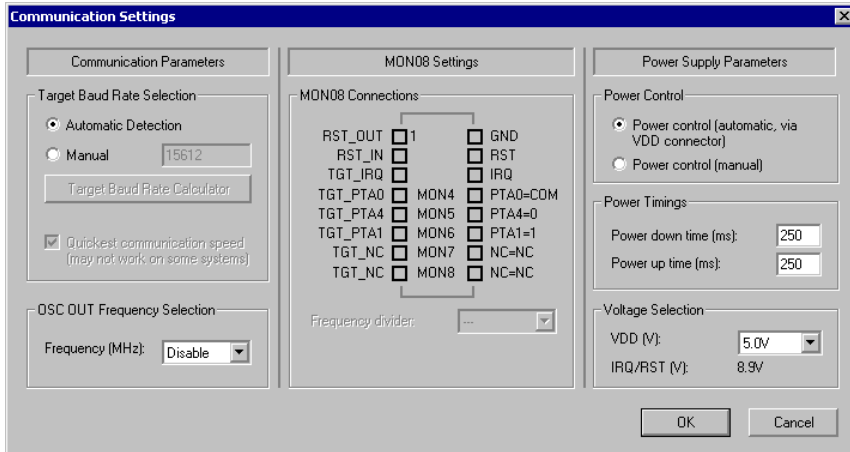 Communication Settings
Communication Parameters
Target Baud Rate Selection
Automatic Detection
Manual 15612
Target Baud Rate Calculator
Quickest communication speed
(may not work on some systems)
OSC OUT Frequency Selection
Frequency (MHz): Disable
MON08 Settings
MON08 Connections
RST_OUT 1 GND
RST_IN RST
TGT_IRQ IRQ
TGT_PTA0 MON4 PTA0=COM
TGT_PTA4 MON5 PTA4=0
TGT_PTA1 MON6 PTA1=1
TGT_NC MON7 NC=NC
TGT_NC MON8 NC=NC
Frequency divider: ---
Power Supply Parameters
Power Control
Power control (automatic, via
VDD connector)
Power control (manual)
Power Timings
Power down time (ms): 250
Power up time (ms): 250
Voltage Selection
VDD (V): 5.0V
IRQ/RST (V): 8.9V
OK Cancel